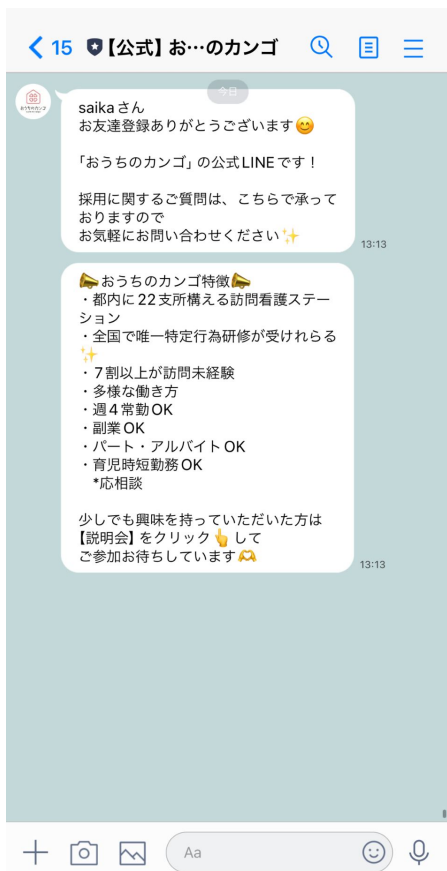 15 【公式】お…のカンゴ
今日
おうちのカンゴ
saikaさん
お友達登録ありがとうございます😊
「おうちのカンゴ」の公式LINEです！
採用に関するご質問は、こちらで承って
おりますので
お気軽にお問い合わせください✨
13:13
📣おうちのカンゴ特徴📣
・都内に22支所構える訪問看護ステー
ション
・全国で唯一特定行為研修が受けれらる
✨
・7割以上が訪問未経験
・多様な働き方
・週4常勤OK
・副業OK
・パート・アルバイトOK
・育児時短勤務OK
*応相談
少しでも興味を持っていただいた方は
【説明会】をクリック👆して
ご参加お待ちしています🫶
13:13
Aa